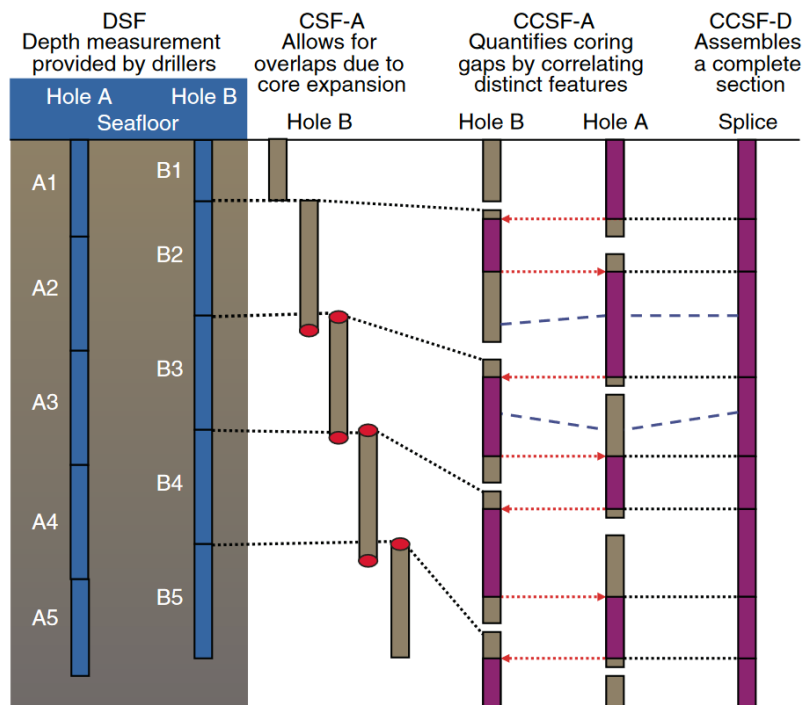 DSF
Depth measurement
provided by drillers
CSF-A
Allows for
overlaps due to
core expansion
CCSF-A
Quantifies coring
gaps by correlating
distinct features
CCSF-D
Assembles
a complete
section
Hole A
Hole B
Seafloor
Hole B
Hole B
Hole A
Splice
A1
B1
A2
B2
A3
B3
A4
B4
A5
B5